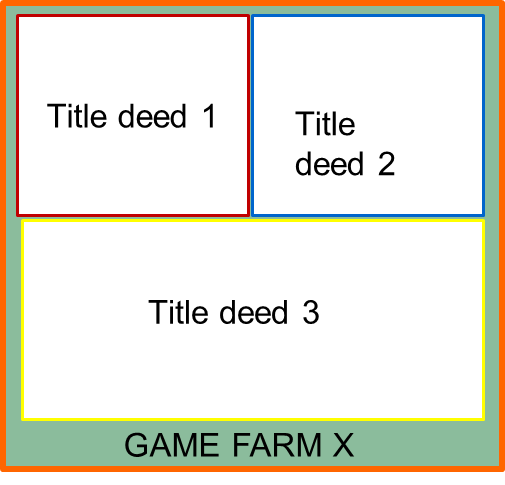 Title deed 1
Title
deed 2
Title deed 3
GAME FARM X